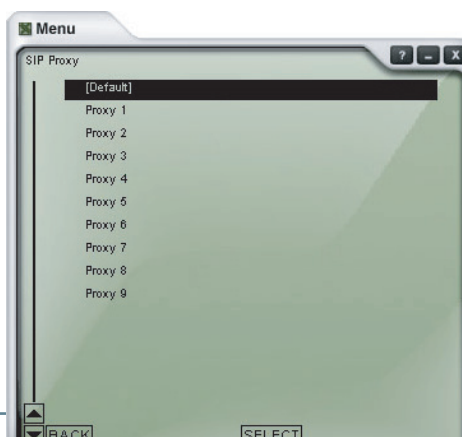 Menu
SIP Proxy
? - X
[Default]
Proxy 1
Proxy 2
Proxy 3
Proxy 4
Proxy 5
Proxy 6
Proxy 7
Proxy 8
Proxy 9
BACK SELECT